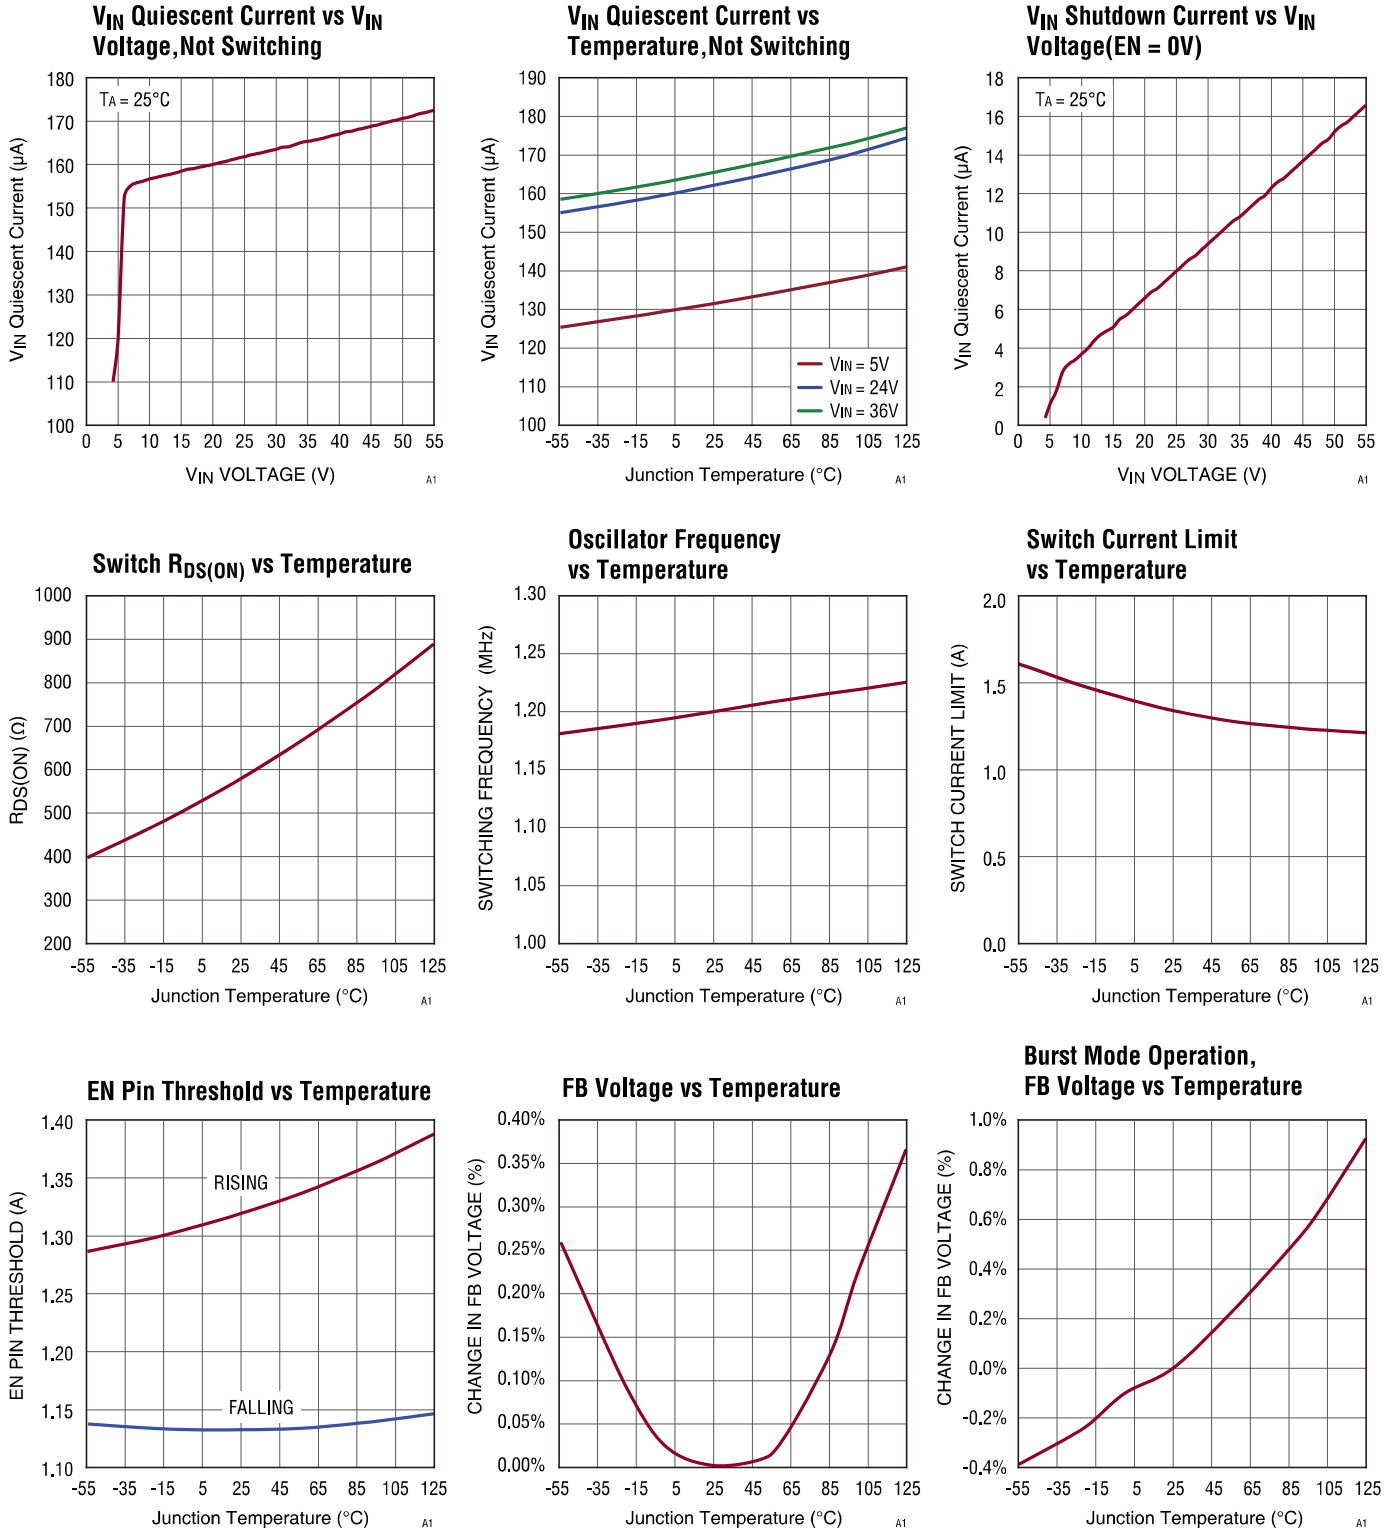 VIN Quiescent Current vs VIN
Voltage,Not Switching
180
170
160
150
140
130
120
110
100
TA = 25°C
VIN Quiescent Current (µA)
0 5 10 15 20 25 30 35 40 45 50 55
VIN VOLTAGE (V)
A1
VIN Quiescent Current vs
Temperature,Not Switching
190
180
170
160
150
140
130
120
110
100
VIN Quiescent Current (µA)
VIN = 5V
VIN = 24V
VIN = 36V
-55 -35 -15 5 25 45 65 85 105 125
Junction Temperature (°C)
A1
VIN Shutdown Current vs VIN
Voltage(EN = 0V)
18
16
14
12
10
8
6
4
2
0
TA = 25°C
VIN Quiescent Current (µA)
0 5 10 15 20 25 30 35 40 45 50 55
VIN VOLTAGE (V)
A1
Switch RDS(ON) vs Temperature
1000
900
800
700
600
500
400
300
200
RDS(ON) (Ω)
-55 -35 -15 5 25 45 65 85 105 125
Junction Temperature (°C)
A1
Oscillator Frequency
vs Temperature
1.30
1.25
1.20
1.15
1.10
1.05
1.00
SWITCHING FREQUENCY (MHz)
-55 -35 -15 5 25 45 65 85 105 125
Junction Temperature (°C)
A1
Switch Current Limit
vs Temperature
2.0
1.5
1.0
0.5
0.0
SWITCH CURRENT LIMIT (A)
-55 -35 -15 5 25 45 65 85 105 125
Junction Temperature (°C)
A1
EN Pin Threshold vs Temperature
1.40
1.35
1.30
1.25
1.20
1.15
1.10
EN PIN THRESHOLD (A)
RISING
FALLING
-55 -35 -15 5 25 45 65 85 105 125
Junction Temperature (°C)
A1
FB Voltage vs Temperature
0.40%
0.35%
0.30%
0.25%
0.20%
0.15%
0.10%
0.05%
0.00%
CHANGE IN FB VOLTAGE (%)
-55 -35 -15 5 25 45 65 85 105 125
Junction Temperature (°C)
A1
Burst Mode Operation,
FB Voltage vs Temperature
1.0%
0.8%
0.6%
0.4%
0.2%
0.0%
-0.2%
-0.4%
CHANGE IN FB VOLTAGE (%)
-55 -35 -15 5 25 45 65 85 105 125
Junction Temperature (°C)
A1